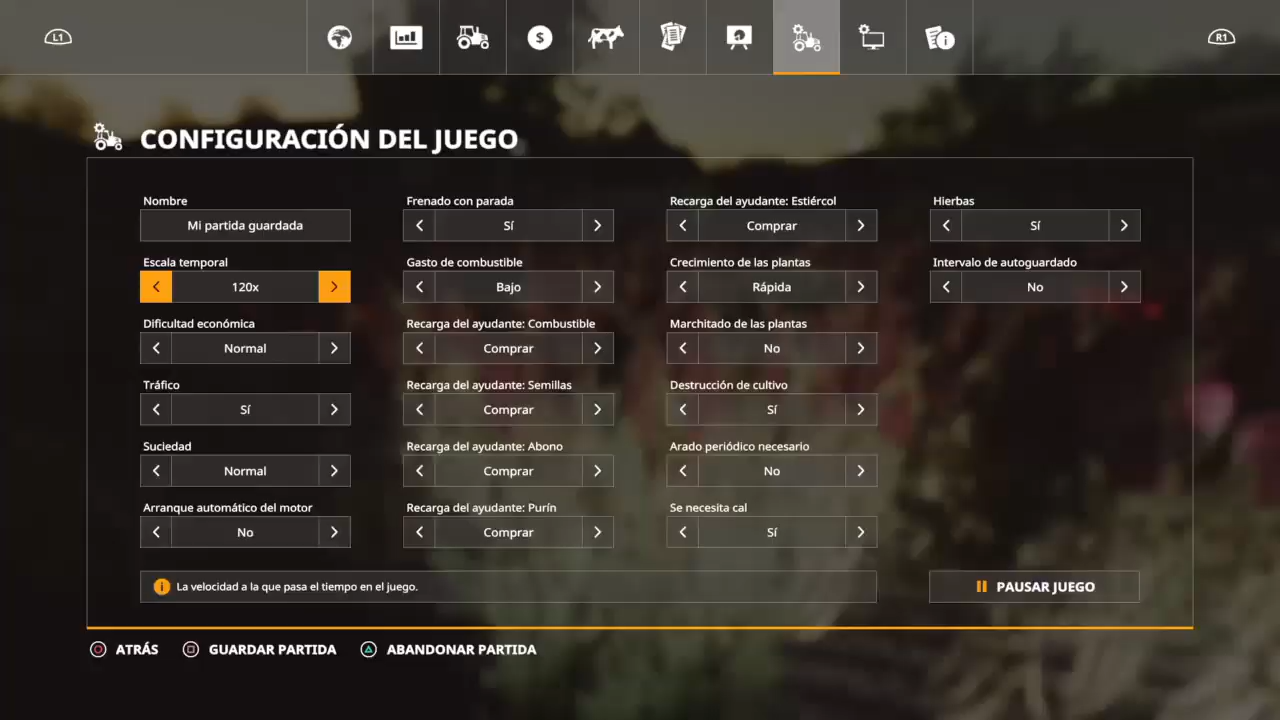 L1
R1
CONFIGURACIÓN DEL JUEGO
Nombre
Mi partida guardada
Escala temporal
120x
Dificultad económica
Normal
Tráfico
Sí
Suciedad
Normal
Arranque automático del motor
No
Frenado con parada
Sí
Gasto de combustible
Bajo
Recarga del ayudante: Combustible
Comprar
Recarga del ayudante: Semillas
Comprar
Recarga del ayudante: Abono
Comprar
Recarga del ayudante: Purín
Comprar
Recarga del ayudante: Estiércol
Comprar
Crecimiento de las plantas
Rápida
Marchitado de las plantas
No
Destrucción de cultivo
Sí
Arado periódico necesario
No
Se necesita cal
Sí
Hierbas
Sí
Intervalo de autoguardado
No
La velocidad a la que pasa el tiempo en el juego.
PAUSAR JUEGO
ATRÁS
GUARDAR PARTIDA
ABANDONAR PARTIDA